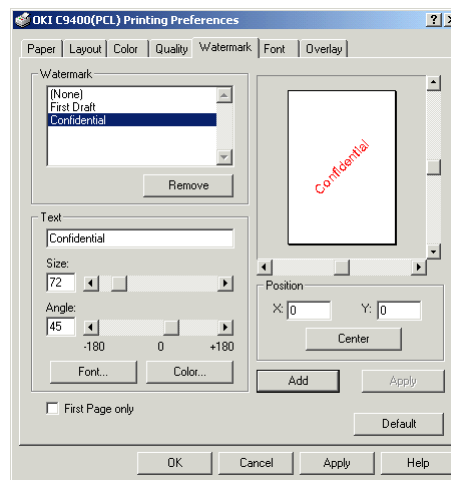 OKI C9400(PCL) Printing Preferences
Paper Layout Color Quality Watermark Font Overlay
Watermark
(None)
First Draft
Confidential
Remove
Confidential
Text
Confidential
Size:
72
Angle:
45
-180 0 +180
Font... Color...
First Page only
Position
X: 0 Y: 0
Center
Add Apply
Default
OK Cancel Apply Help